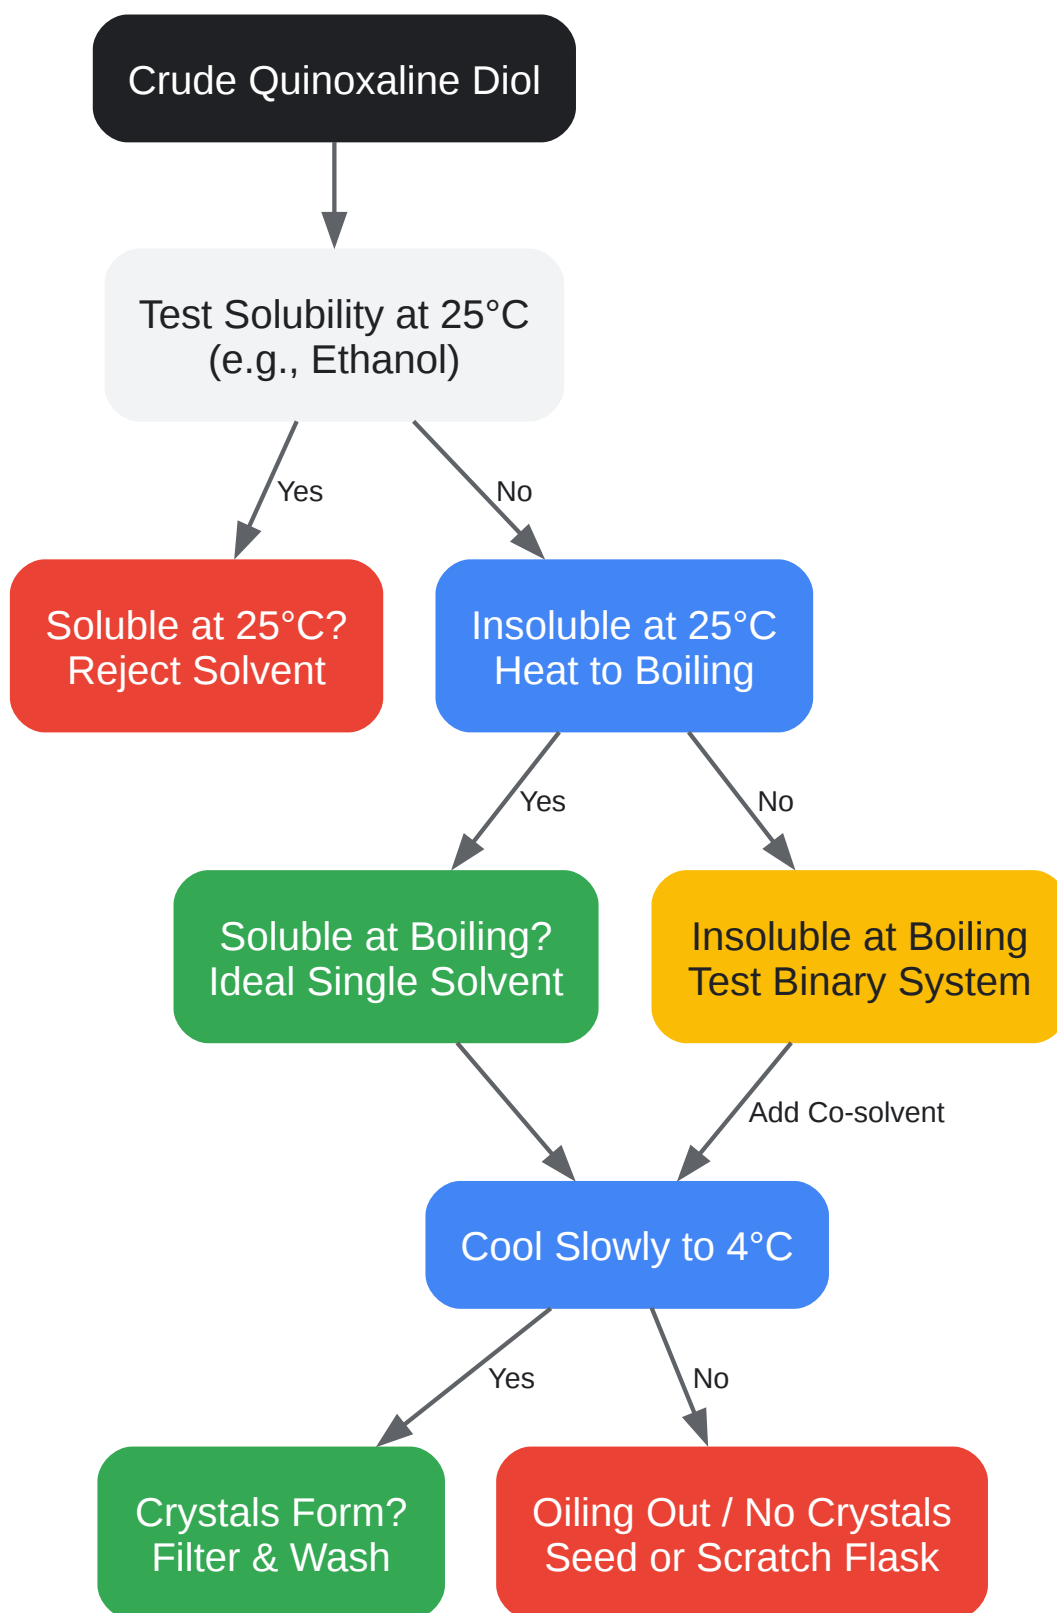 Crude Quinoxaline Diol
Test Solubility at 25°C
(e.g., Ethanol)
Yes
No
Soluble at 25°C?
Reject Solvent
Insoluble at 25°C
Heat to Boiling
Yes
No
Soluble at Boiling?
Ideal Single Solvent
Insoluble at Boiling
Test Binary System
Add Co-solvent
Cool Slowly to 4°C
Yes
No
Crystals Form?
Filter & Wash
Oiling Out / No Crystals
Seed or Scratch Flask